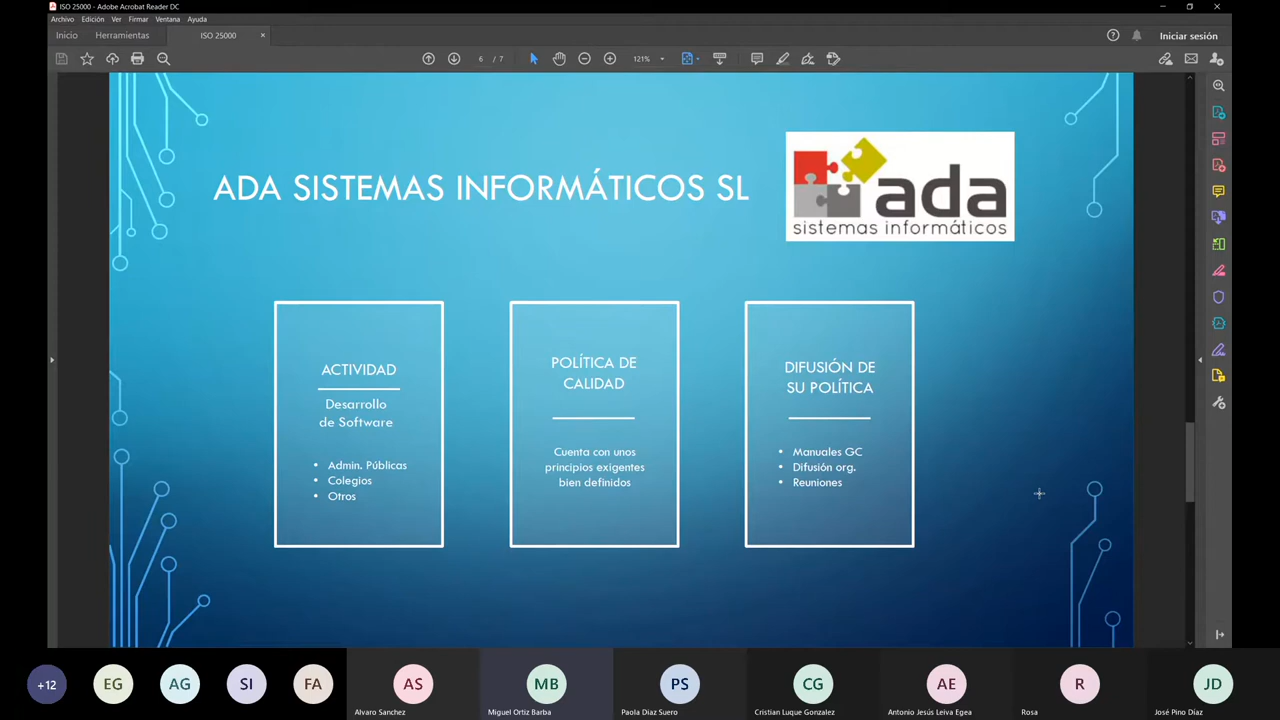 ISO 25000 - Adobe Acrobat Reader DC
Archivo Edición Ver Firmar Ventana Ayuda
Inicio Herramientas ISO 25000 Iniciar sesión
6 / 7 121%
ADA SISTEMAS INFORMÁTICOS SL
ada
sistemas informáticos
ACTIVIDAD
Desarrollo
de Software
• Admin. Públicas
• Colegios
• Otros
POLÍTICA DE
CALIDAD
Cuenta con unos
principios exigentes
bien definidos
DIFUSIÓN DE
SU POLÍTICA
• Manuales GC
• Difusión org.
• Reuniones
+12 EG AG SI FA AS MB PS CG AE R JD
Alvaro Sanchez Miguel Ortiz Barba Paola Diaz Suero Cristian Luque Gonzalez Antonio Jesús Leiva Egea Rosa José Pino Díaz